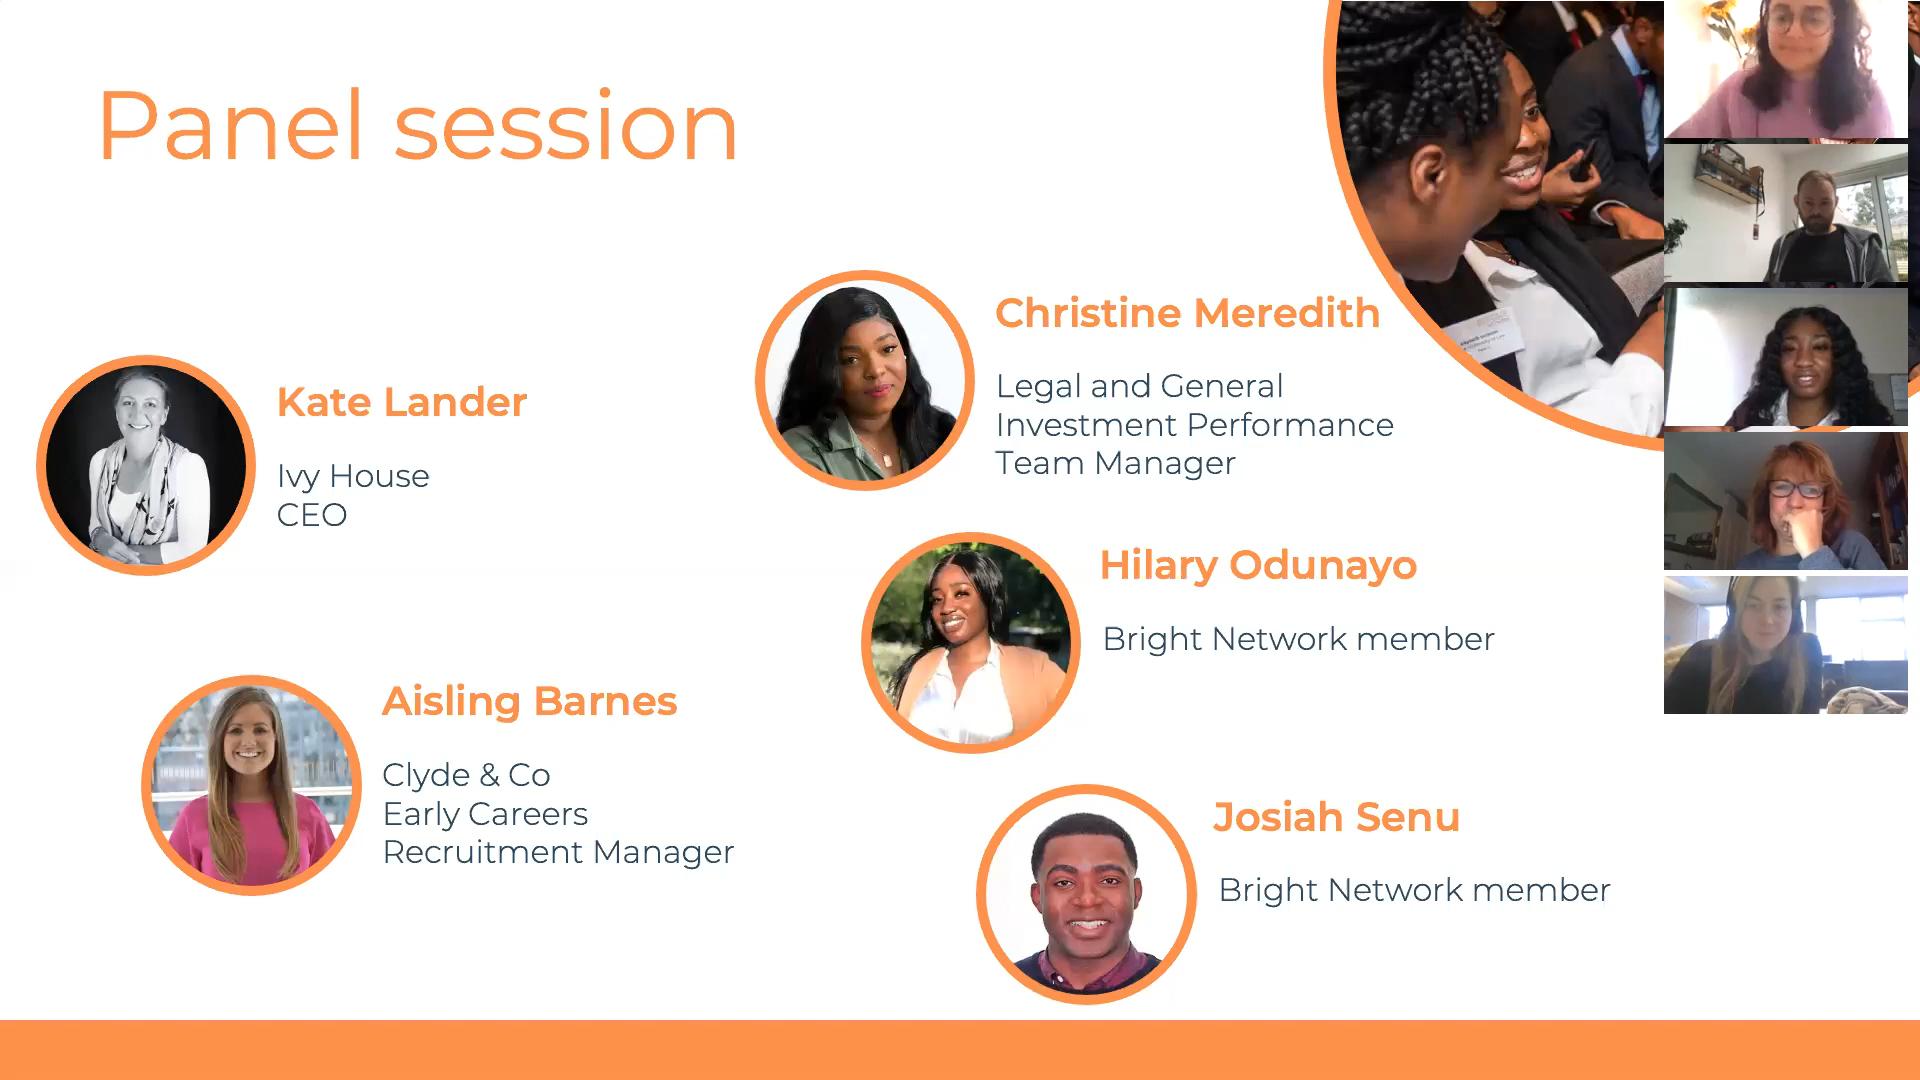 Panel session
Kate Lander
Ivy House
CEO
Aisling Barnes
Clyde & Co
Early Careers
Recruitment Manager
Christine Meredith
Legal and General
Investment Performance
Team Manager
Hilary Odunayo
Bright Network member
Josiah Senu
Bright Network member